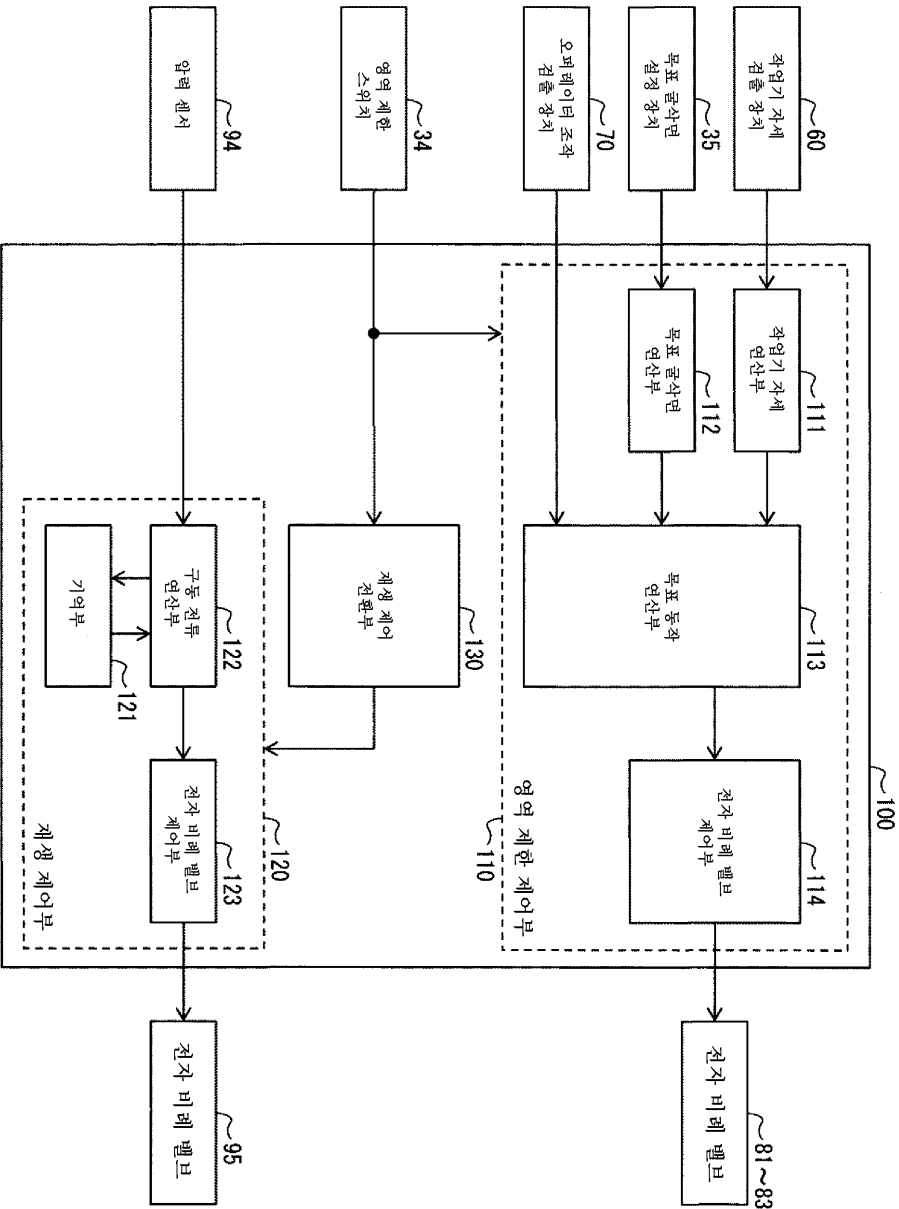 100
작업기 자세
검출 장치
60
작업기 자세
연산부
111
목표 굴삭면
설정 장치
35
목표 굴삭면
연산부
112
오퍼레이터 조작
검출 장치
70
목표 동작
연산부
113
전자 비례 밸브
제어부
114
전자 비례 밸브
81~83
영역 제한 제어부
110
영역 제한
스위치
34
재생 제어
전환부
130
압력 센서
94
구동 전류
연산부
122
기억부
121
전자 비례 밸브
제어부
123
120
재생 제어부
전자 비례 밸브
95